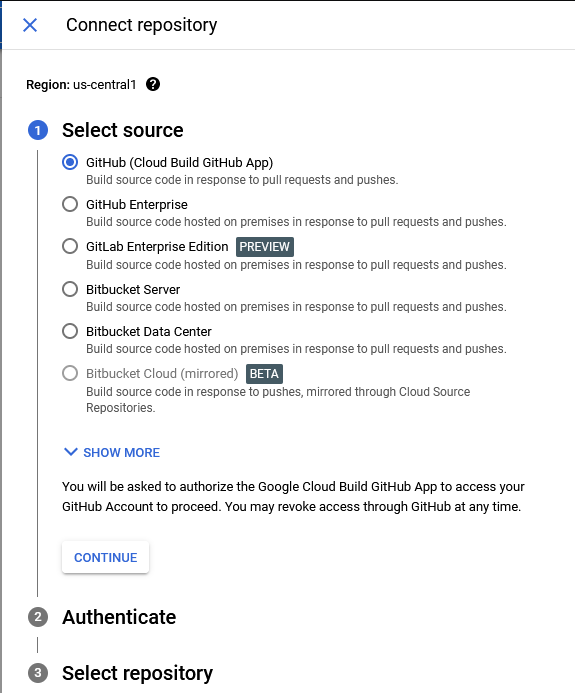 Connect repository
Region: us-central1 ?
1 Select source
GitHub (Cloud Build GitHub App)
Build source code in response to pull requests and pushes.
GitHub Enterprise
Build source code hosted on premises in response to pull requests and pushes.
GitLab Enterprise Edition PREVIEW
Build source code hosted on premises in response to pull requests and pushes.
Bitbucket Server
Build source code hosted on premises in response to pull requests and pushes.
Bitbucket Data Center
Build source code hosted on premises in response to pull requests and pushes.
Bitbucket Cloud (mirrored) BETA
Build source code in response to pushes, mirrored through Cloud Source
Repositories.
SHOW MORE
You will be asked to authorize the Google Cloud Build GitHub App to access your
GitHub Account to proceed. You may revoke access through GitHub at any time.
CONTINUE
2 Authenticate
3 Select repository